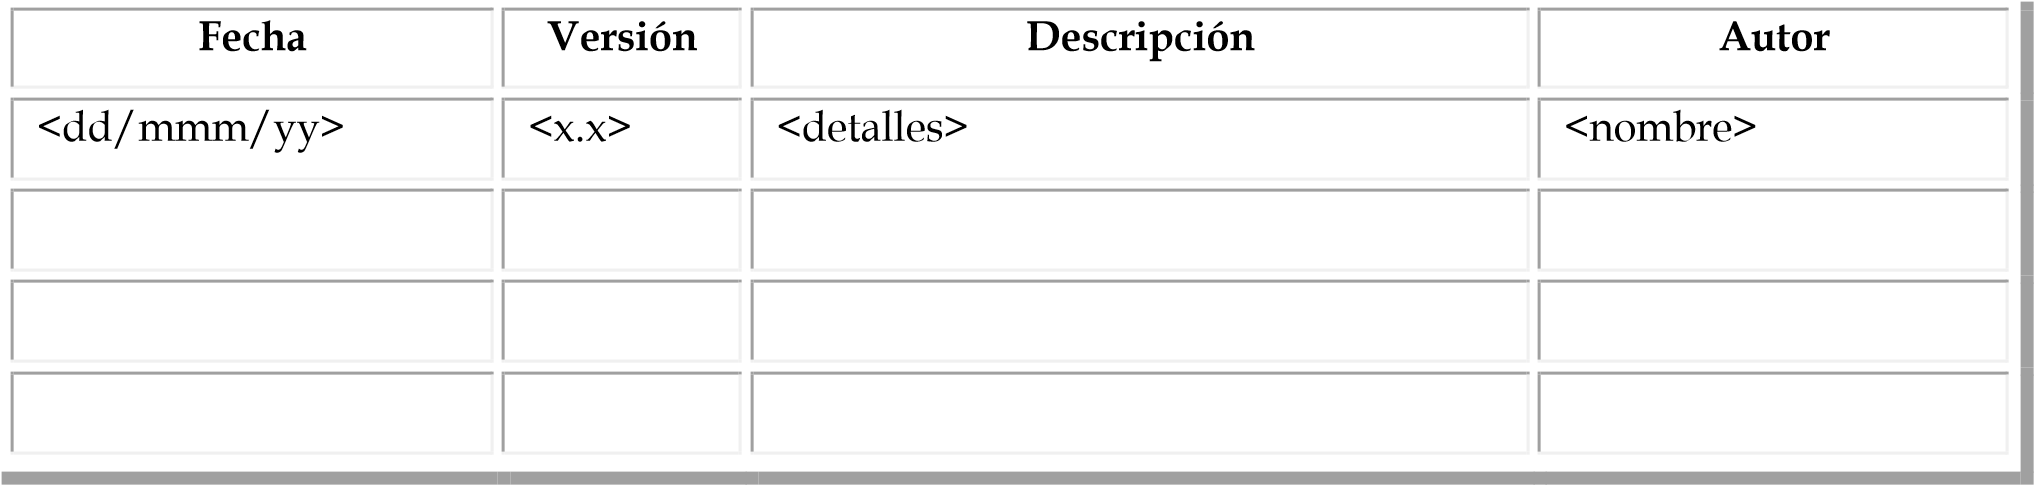 Fecha Versión Descripción Autor
<dd/mmm/yy> <x.x> <detalles> <nombre>